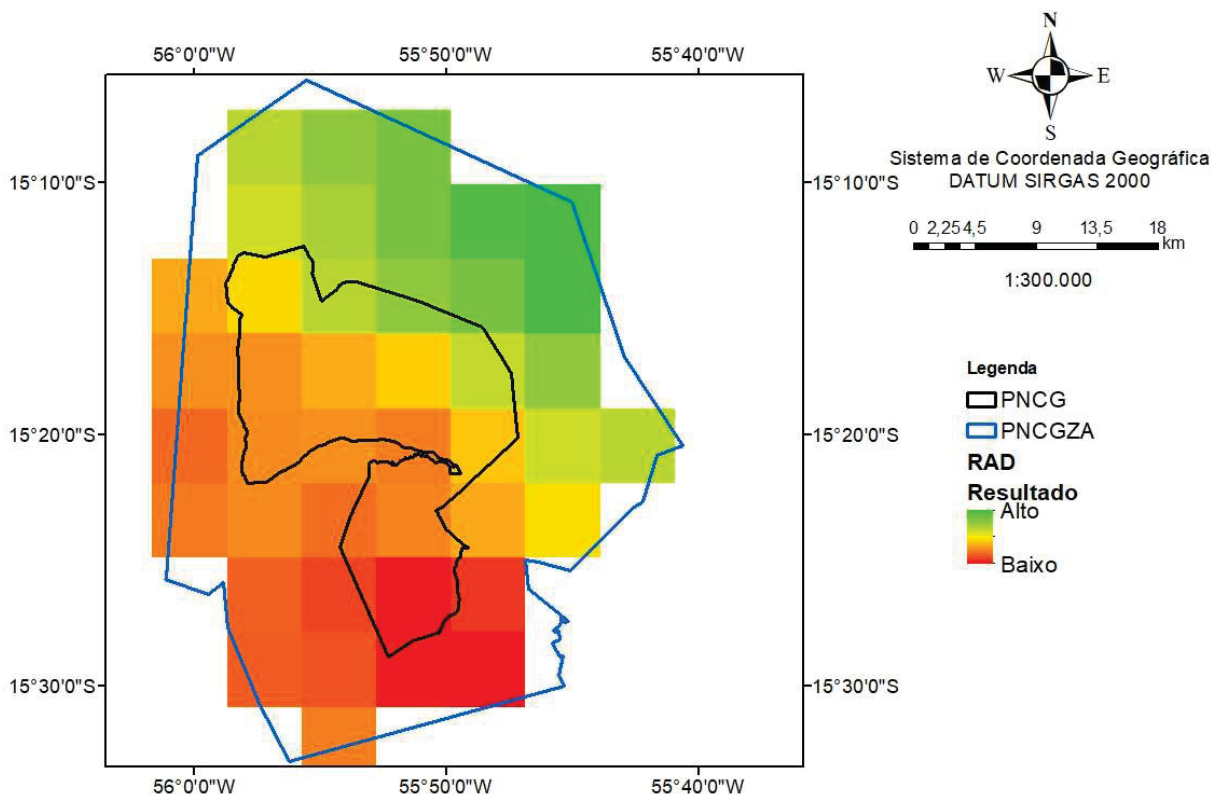 56°0'0"W 55°50'0"W 55°40'0"W
15°10'0"S 15°10'0"S
15°20'0"S 15°20'0"S
15°30'0"S 15°30'0"S
56°0'0"W 55°50'0"W 55°40'0"W
N
W E
S
Sistema de Coordenada Geográfica
DATUM SIRGAS 2000
0 2,25 4,5 9 13,5 18
km
1:300.000
Legenda
PNCG
PNCGZA
RAD
Resultado
Alto
Baixo